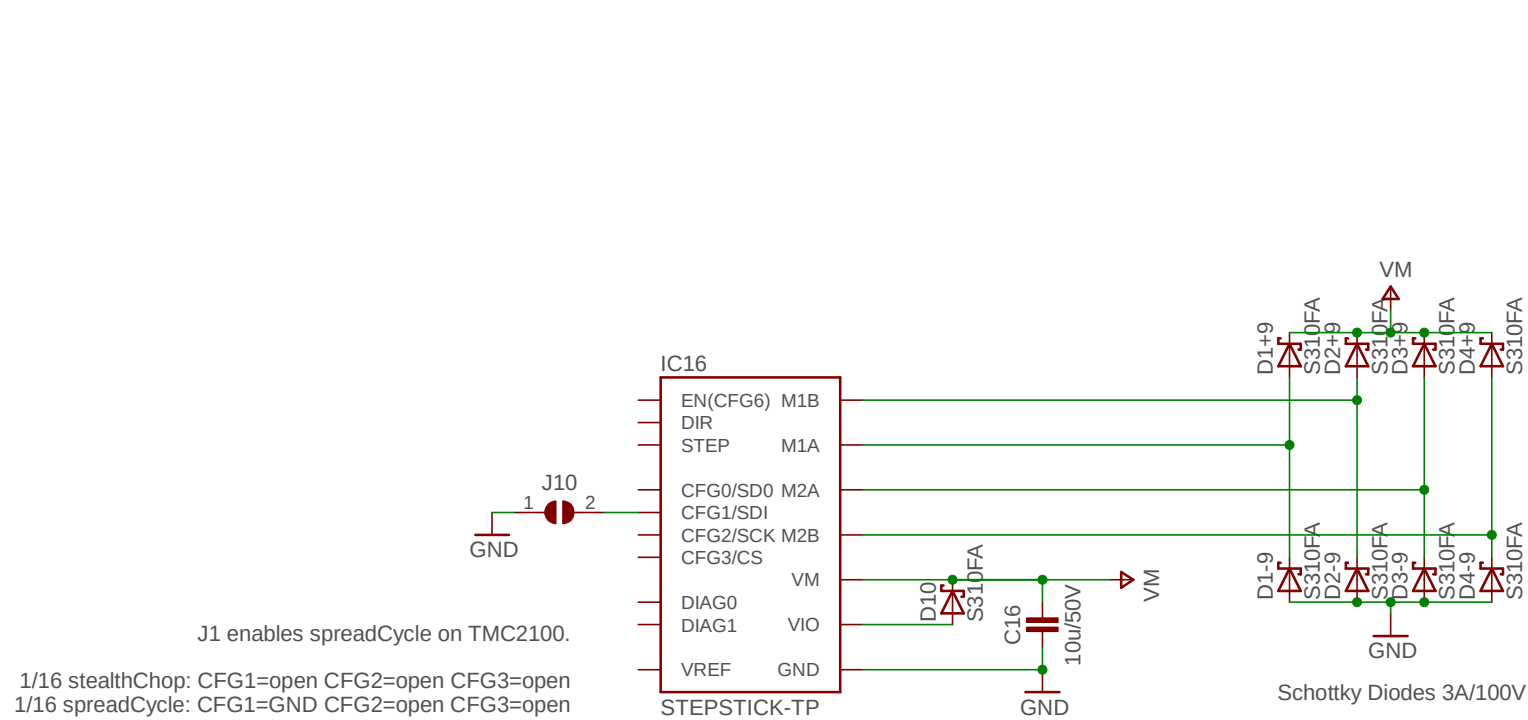 VM
D1+9
S310FA
D2+9
S310FA
D3+9
S310FA
D4+9
S310FA
IC16
EN(CFG6) M1B
DIR
STEP M1A
J10
1 2
CFG0/SD0 M2A
CFG1/SDI
CFG2/SCK M2B
CFG3/CS
GND
VM
DIAG0
DIAG1 VIO
VREF GND
STEPSTICK-TP
D10
S310FA
C16
10u/50V
VM
GND
D1-9
S310FA
D2-9
S310FA
D3-9
S310FA
D4-9
S310FA
GND
Schottky Diodes 3A/100V
J1 enables spreadCycle on TMC2100.
1/16 stealthChop: CFG1=open CFG2=open CFG3=open
1/16 spreadCycle: CFG1=GND CFG2=open CFG3=open